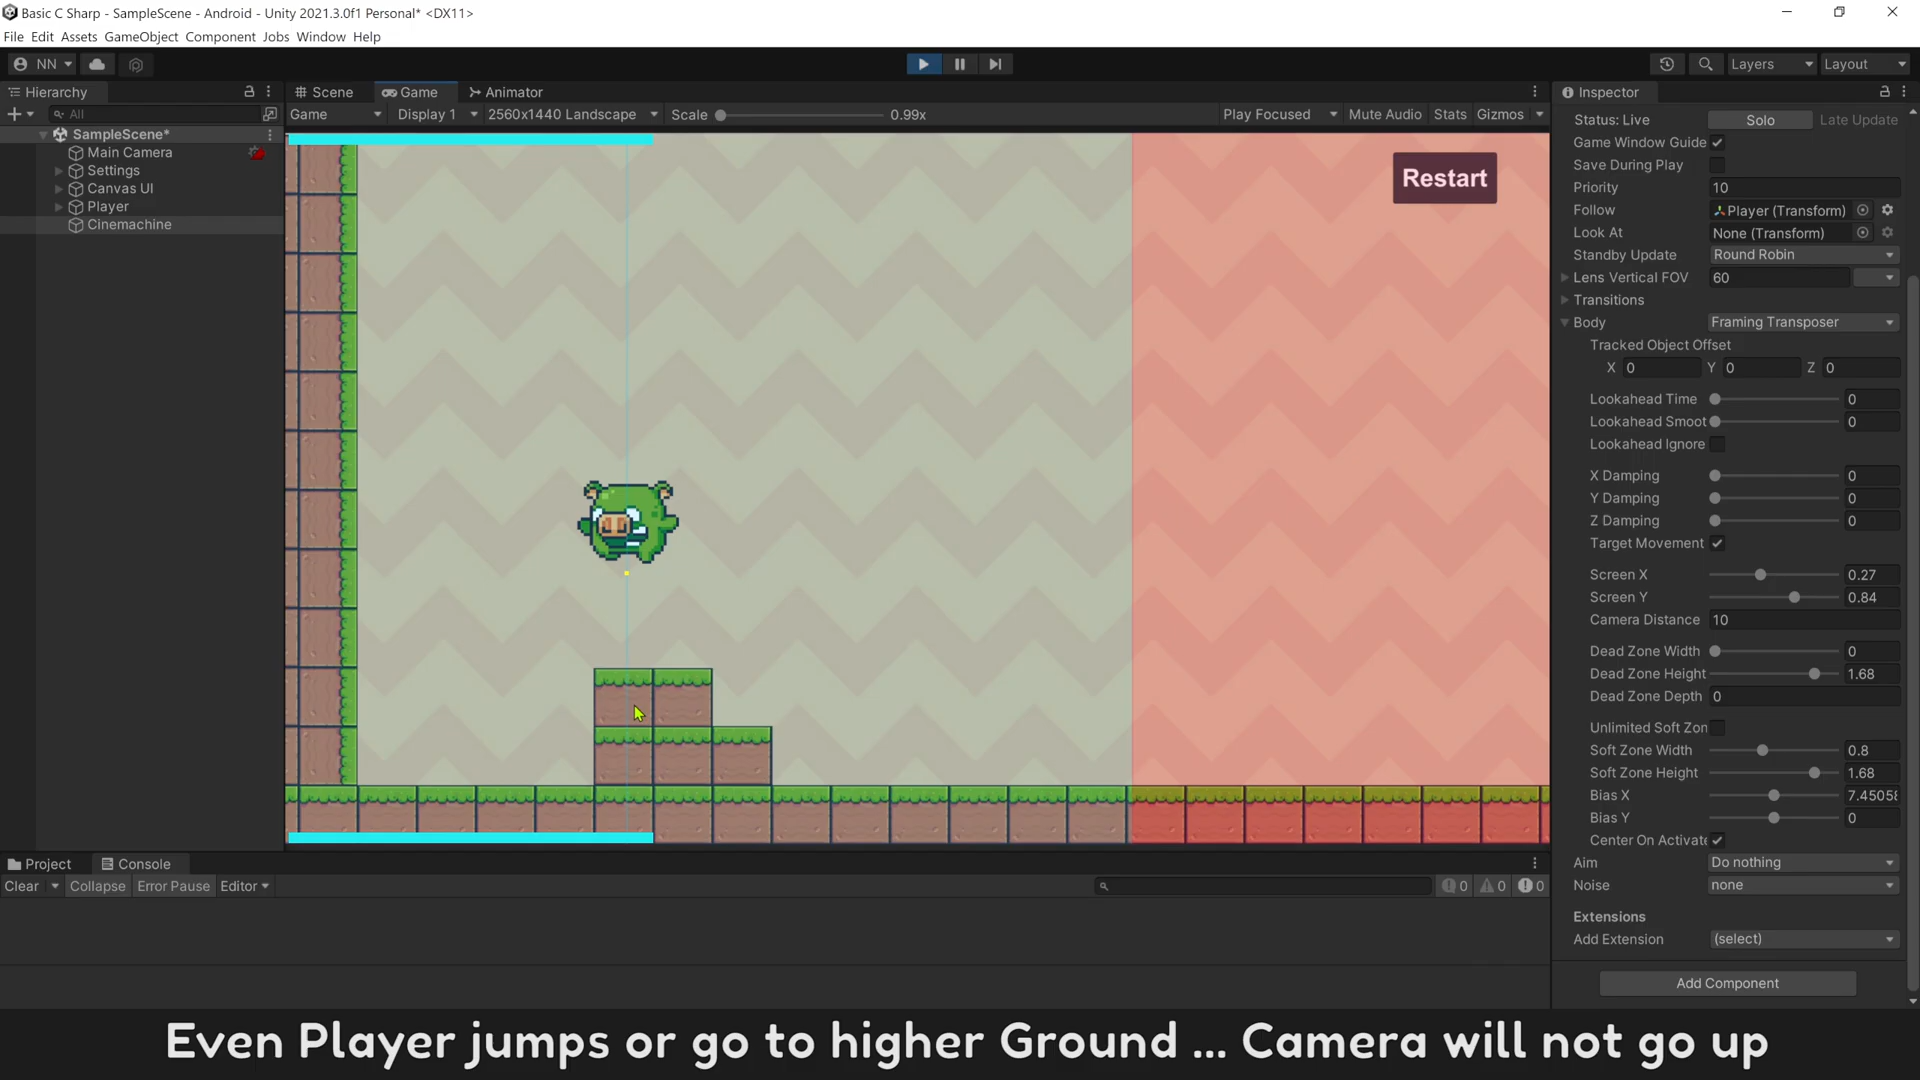 Basic C Sharp - SampleScene - Android - Unity 2021.3.0f1 Personal* <DX11>
File Edit Assets GameObject Component Jobs Window Help
NN
Layers
Layout
Hierarchy
All
SampleScene*
Main Camera
Settings
Canvas UI
Player
Cinemachine
Scene Game Animator
Game Display 1 2560x1440 Landscape Scale 0.99x Play Focused Mute Audio Stats Gizmos
Restart
Inspector
Status: Live Solo Late Update
Game Window Guide
Save During Play
Priority 10
Follow Player (Transform)
Look At None (Transform)
Standby Update Round Robin
Lens Vertical FOV 60
Transitions
Body Framing Transposer
Tracked Object Offset
X 0 Y 0 Z 0
Lookahead Time 0
Lookahead Smoot 0
Lookahead Ignore
X Damping 0
Y Damping 0
Z Damping 0
Target Movement
Screen X 0.27
Screen Y 0.84
Camera Distance 10
Dead Zone Width 0
Dead Zone Height 1.68
Dead Zone Depth 0
Unlimited Soft Zon
Soft Zone Width 0.8
Soft Zone Height 1.68
Bias X 7.45058
Bias Y 0
Center On Activate
Aim Do nothing
Noise none
Extensions
Add Extension (select)
Add Component
Project Console
Clear Collapse Error Pause Editor
0 0 0
Even Player jumps or go to higher Ground ... Camera will not go up